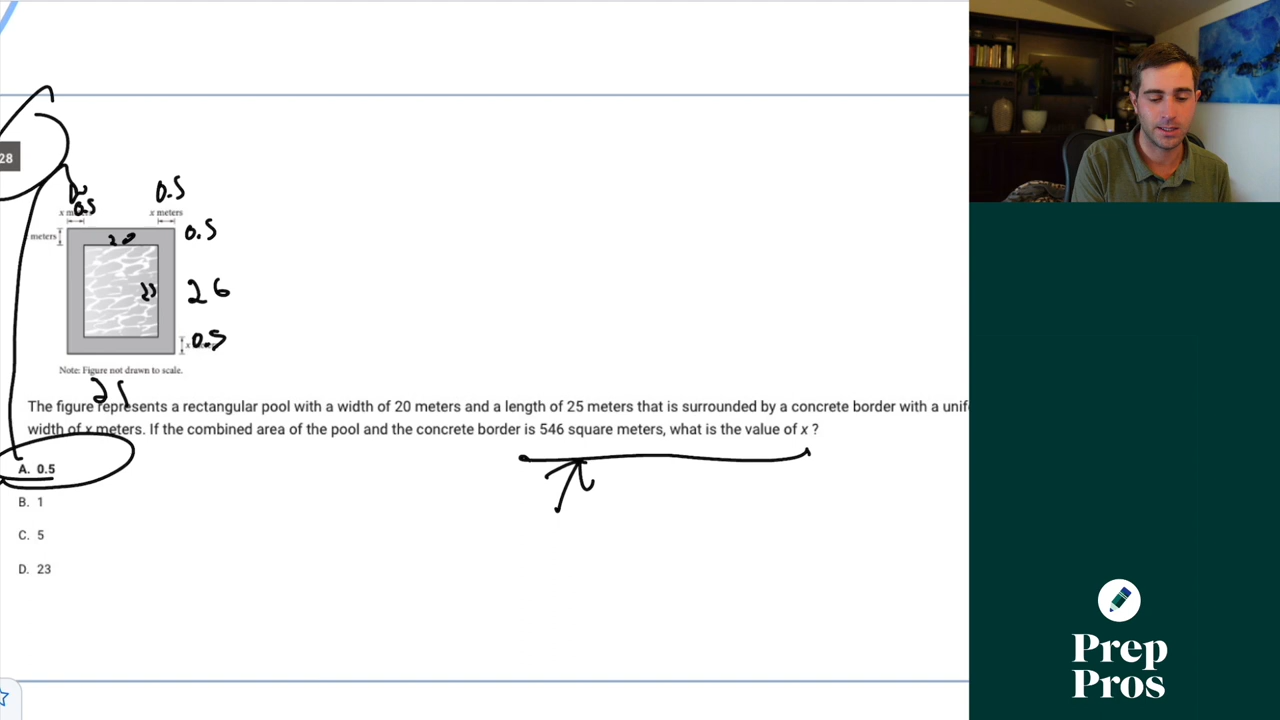 28
0.5
0.5
x meters
0.5
meters
20
25
26
0.5
Note: Figure not drawn to scale.
21
The figure represents a rectangular pool with a width of 20 meters and a length of 25 meters that is surrounded by a concrete border with a unif
width of x meters. If the combined area of the pool and the concrete border is 546 square meters, what is the value of x ?
A. 0.5
B. 1
C. 5
D. 23
Prep
Pros